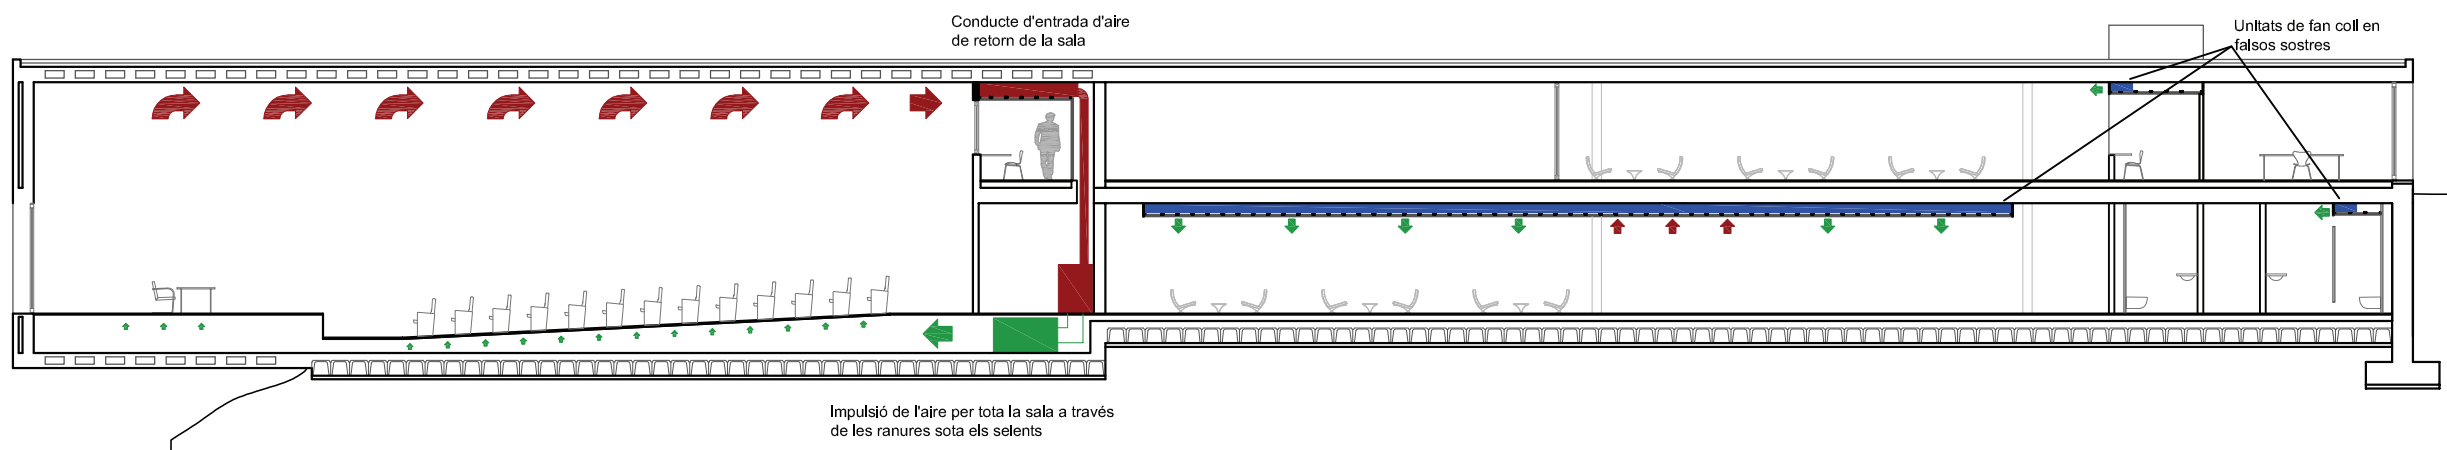 Conducte d'entrada d'aire
de retorn de la sala
Unitats de fan coil en
falsos sostres
Impulsió de l'aire per tota la sala a través
de les ranures sota els seients